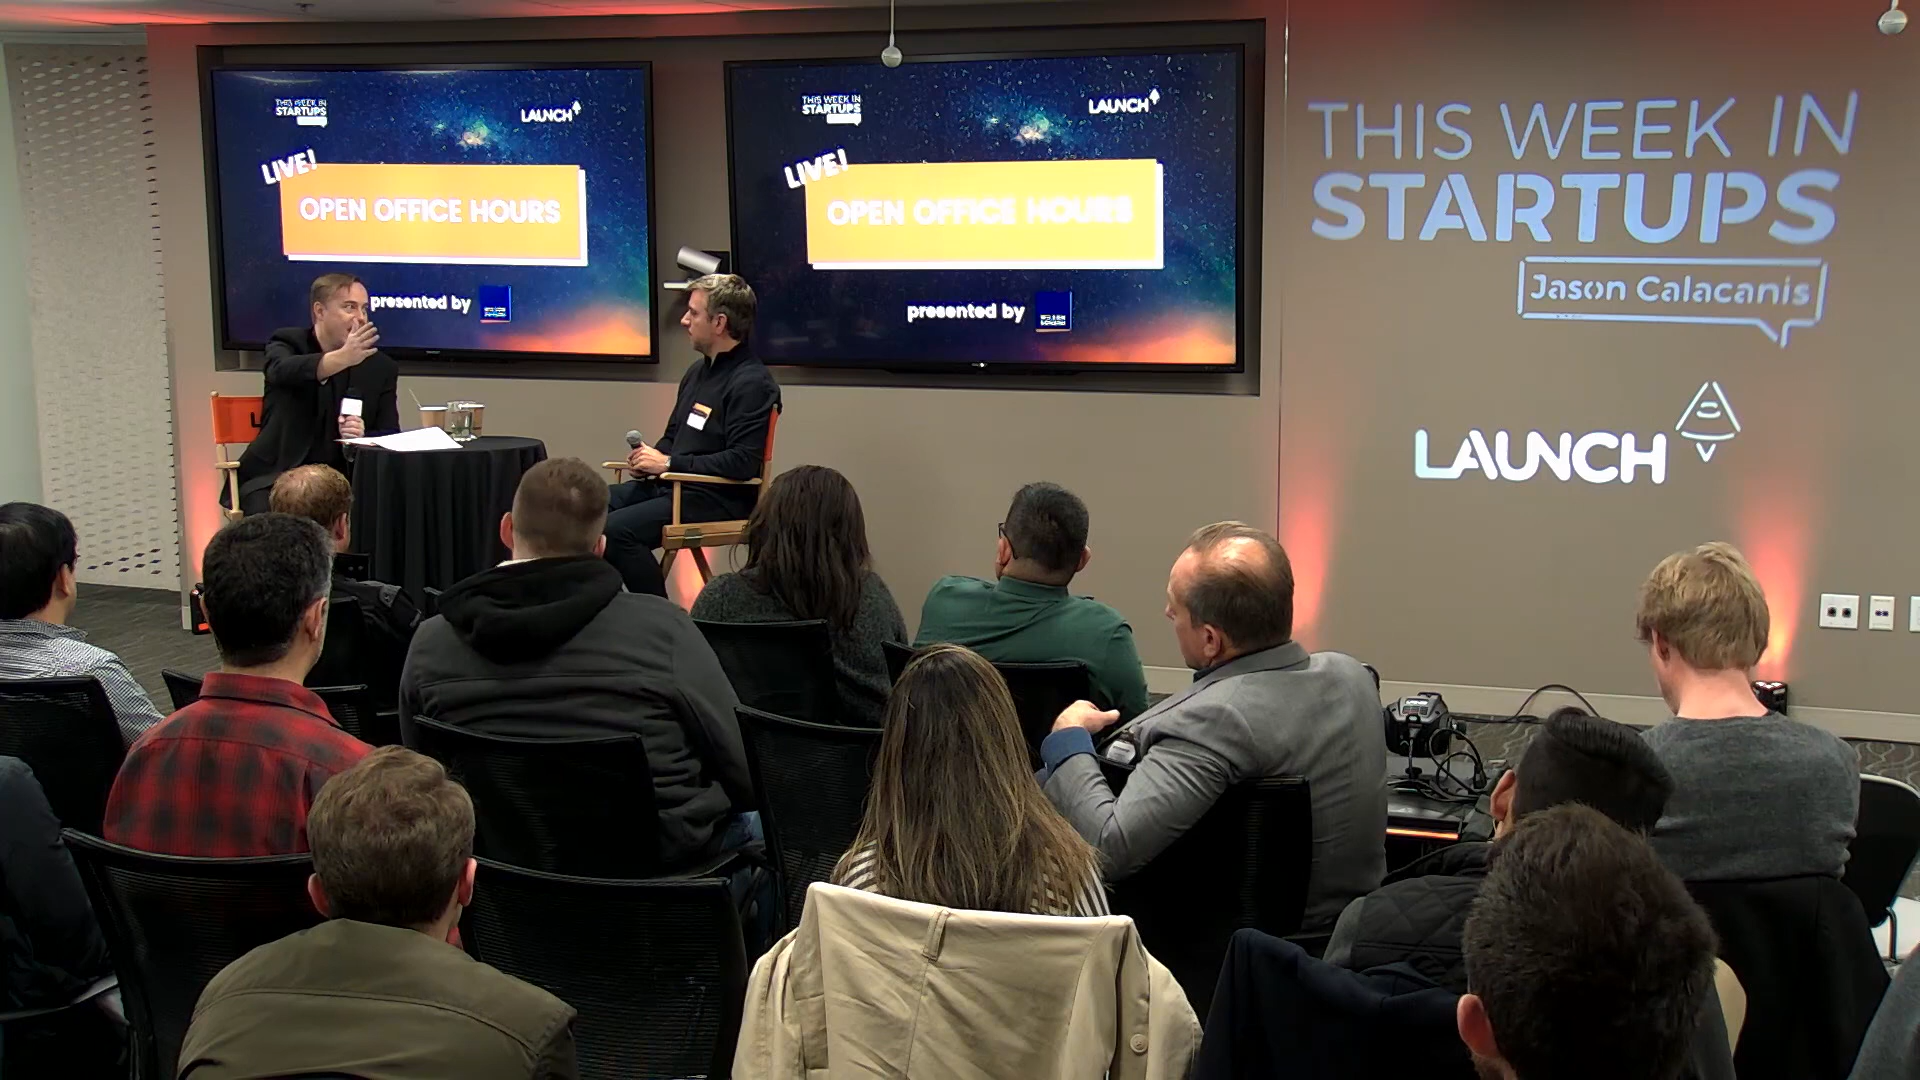 THIS WEEK IN
STARTUPS
LAUNCH
LIVE!
OPEN OFFICE HOURS
presented by
THIS WEEK IN
STARTUPS
LAUNCH
LIVE!
OPEN OFFICE HOURS
presented by
THIS WEEK IN
STARTUPS
Jason Calacanis
LAUNCH
L